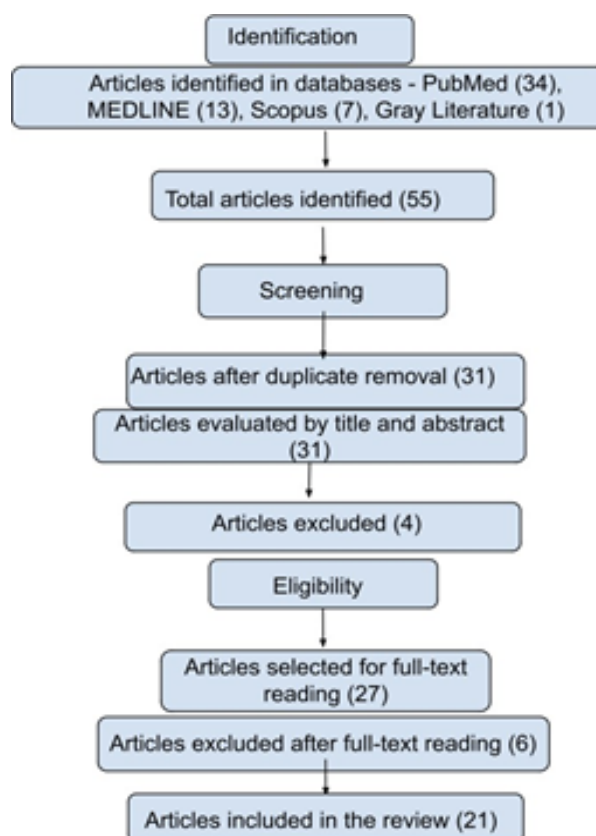 Identification
Articles identified in databases - PubMed (34),
MEDLINE (13), Scopus (7), Gray Literature (1)
Total articles identified (55)
Screening
Articles after duplicate removal (31)
Articles evaluated by title and abstract
(31)
Articles excluded (4)
Eligibility
Articles selected for full-text
reading (27)
Articles excluded after full-text reading (6)
Articles included in the review (21)